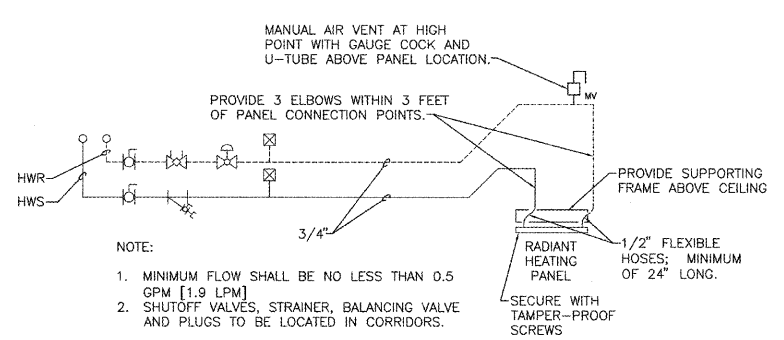 MANUAL AIR VENT AT HIGH
POINT WITH GAUGE COCK AND
U-TUBE ABOVE PANEL LOCATION.
MV
PROVIDE 3 ELBOWS WITHIN 3 FEET
OF PANEL CONNECTION POINTS.
HWR
HWS
PROVIDE SUPPORTING
FRAME ABOVE CEILING
3/4"
RADIANT
HEATING
PANEL
1/2" FLEXIBLE
HOSES; MINIMUM
OF 24" LONG.
SECURE WITH
TAMPER-PROOF
SCREWS
NOTE:
1. MINIMUM FLOW SHALL BE NO LESS THAN 0.5
GPM [1.9 LPM]
2. SHUTOFF VALVES, STRAINER, BALANCING VALVE
AND PLUGS TO BE LOCATED IN CORRIDORS.